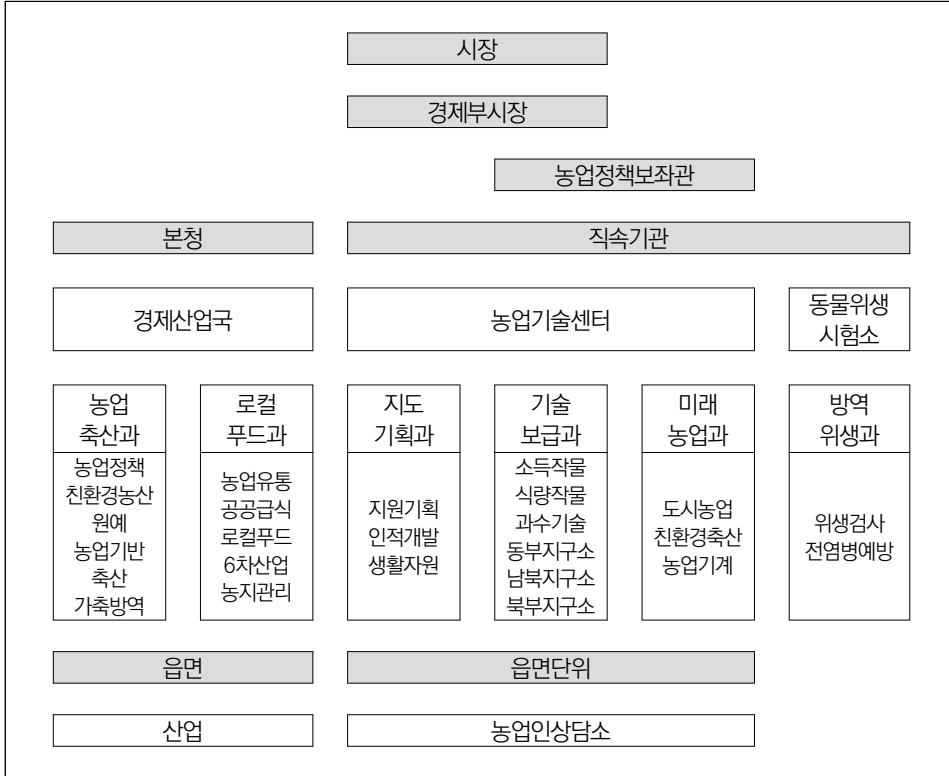 시장
경제부시장
농업정책보좌관
본청
직속기관
경제산업국
농업기술센터
동물위생
시험소
농업
축산과
농업정책
친환경농산
원예
농업기반
축산
가축방역
로컬
푸드과
농업유통
공공급식
로컬푸드
6차산업
농지관리
지도
기획과
지원기획
인적개발
생활자원
기술
보급과
소득작물
식량작물
과수기술
동부지구소
남북지구소
북부지구소
미래
농업과
도시농업
친환경축산
농업기계
방역
위생과
위생검사
전염병예방
읍면
읍면단위
산업
농업인상담소